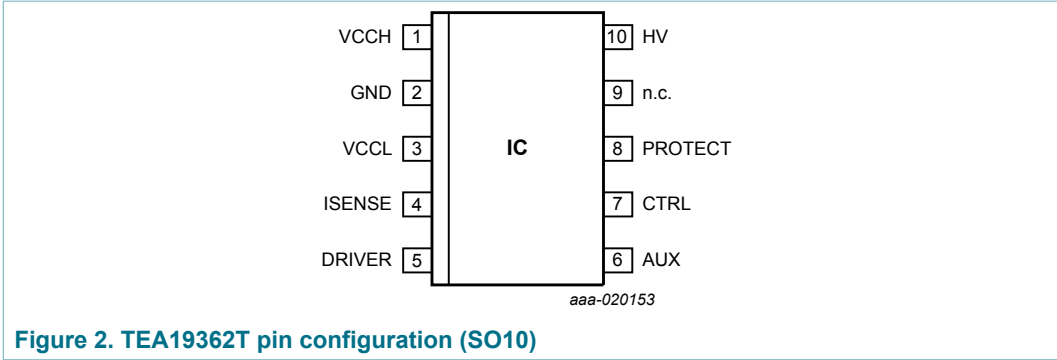 VCCH 1
10 HV
GND 2
9 n.c.
VCCL 3
IC
8 PROTECT
ISENSE 4
7 CTRL
DRIVER 5
6 AUX
aaa-020153
Figure 2. TEA19362T pin configuration (SO10)